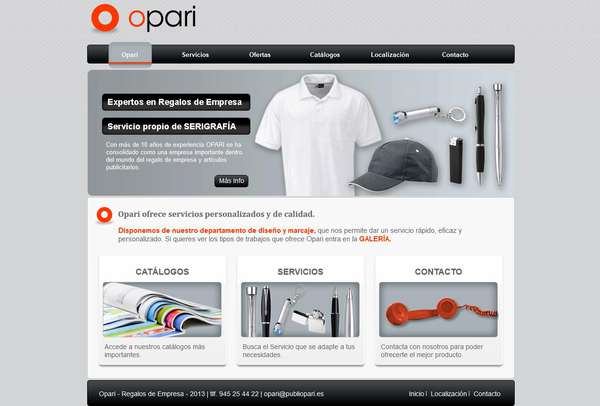 opari
Opari Servicios Ofertas Catálogos Localización Contacto
Expertos en Regalos de Empresa
Servicio propio de SERIGRAFÍA
Con más de 16 años de experiencia OPARI se ha
consolidado como una empresa importante dentro
del mundo del regalo de empresa y artículos
publicitarios.
Más Info
Opari ofrece servicios personalizados y de calidad.
Disponemos de nuestro departamento de diseño y marcaje, que nos permite dar un servicio rápido, eficaz y
personalizado. Si quieres ver los tipos de trabajos que ofrece Opari entra en la GALERÍA.
CATÁLOGOS
Accede a nuestros catálogos más
importantes.
SERVICIOS
Busca el Servicio que se adapte a tus
necesidades.
CONTACTO
Contacta con nosotros para poder
ofrecerte el mejor producto.
Opari - Regalos de Empresa - 2013 | tlf. 945 25 44 22 | opari@publiopari.es
Inicio | Localización | Contacto